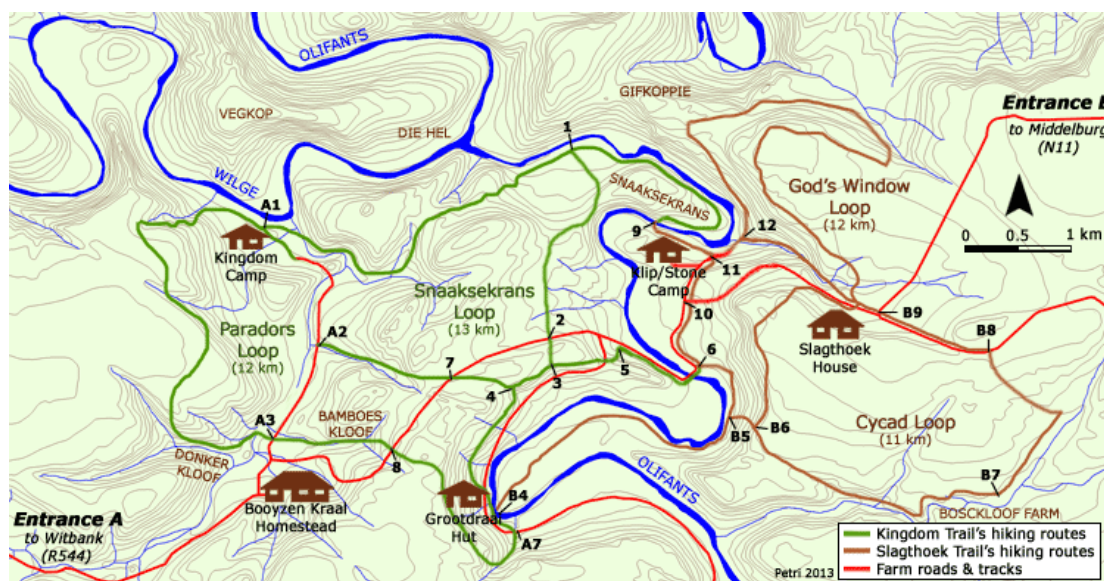 OLIFANTS
GIFKOPPIE
VEGKOP
DIE HEL
1
Entrance B
to Middelburg
(N11)
WILGE
SNAAKSEKRANS
God's Window
Loop
(12 km)
A1
9
12
0 0.5 1 km
Kingdom
Camp
11
Klip/Stone
Camp
Snaaksekrans
Loop
(13 km)
10
B9
Paradors
Loop
(12 km)
A2
2
B8
Slagthoek
House
7
3
5
6
4
A3
BAMBOES
KLOOF
B5
B6
Cycad Loop
(11 km)
DONKER
KLOOF
8
OLIFANTS
B7
Booyzen Kraal
Homestead
B4
Grootdraai
Hut
BOSCKLOOF FARM
Entrance A
to Witbank
(R544)
A7
Kingdom Trail's hiking routes
Slagthoek Trail's hiking routes
Farm roads & tracks
Petri 2013